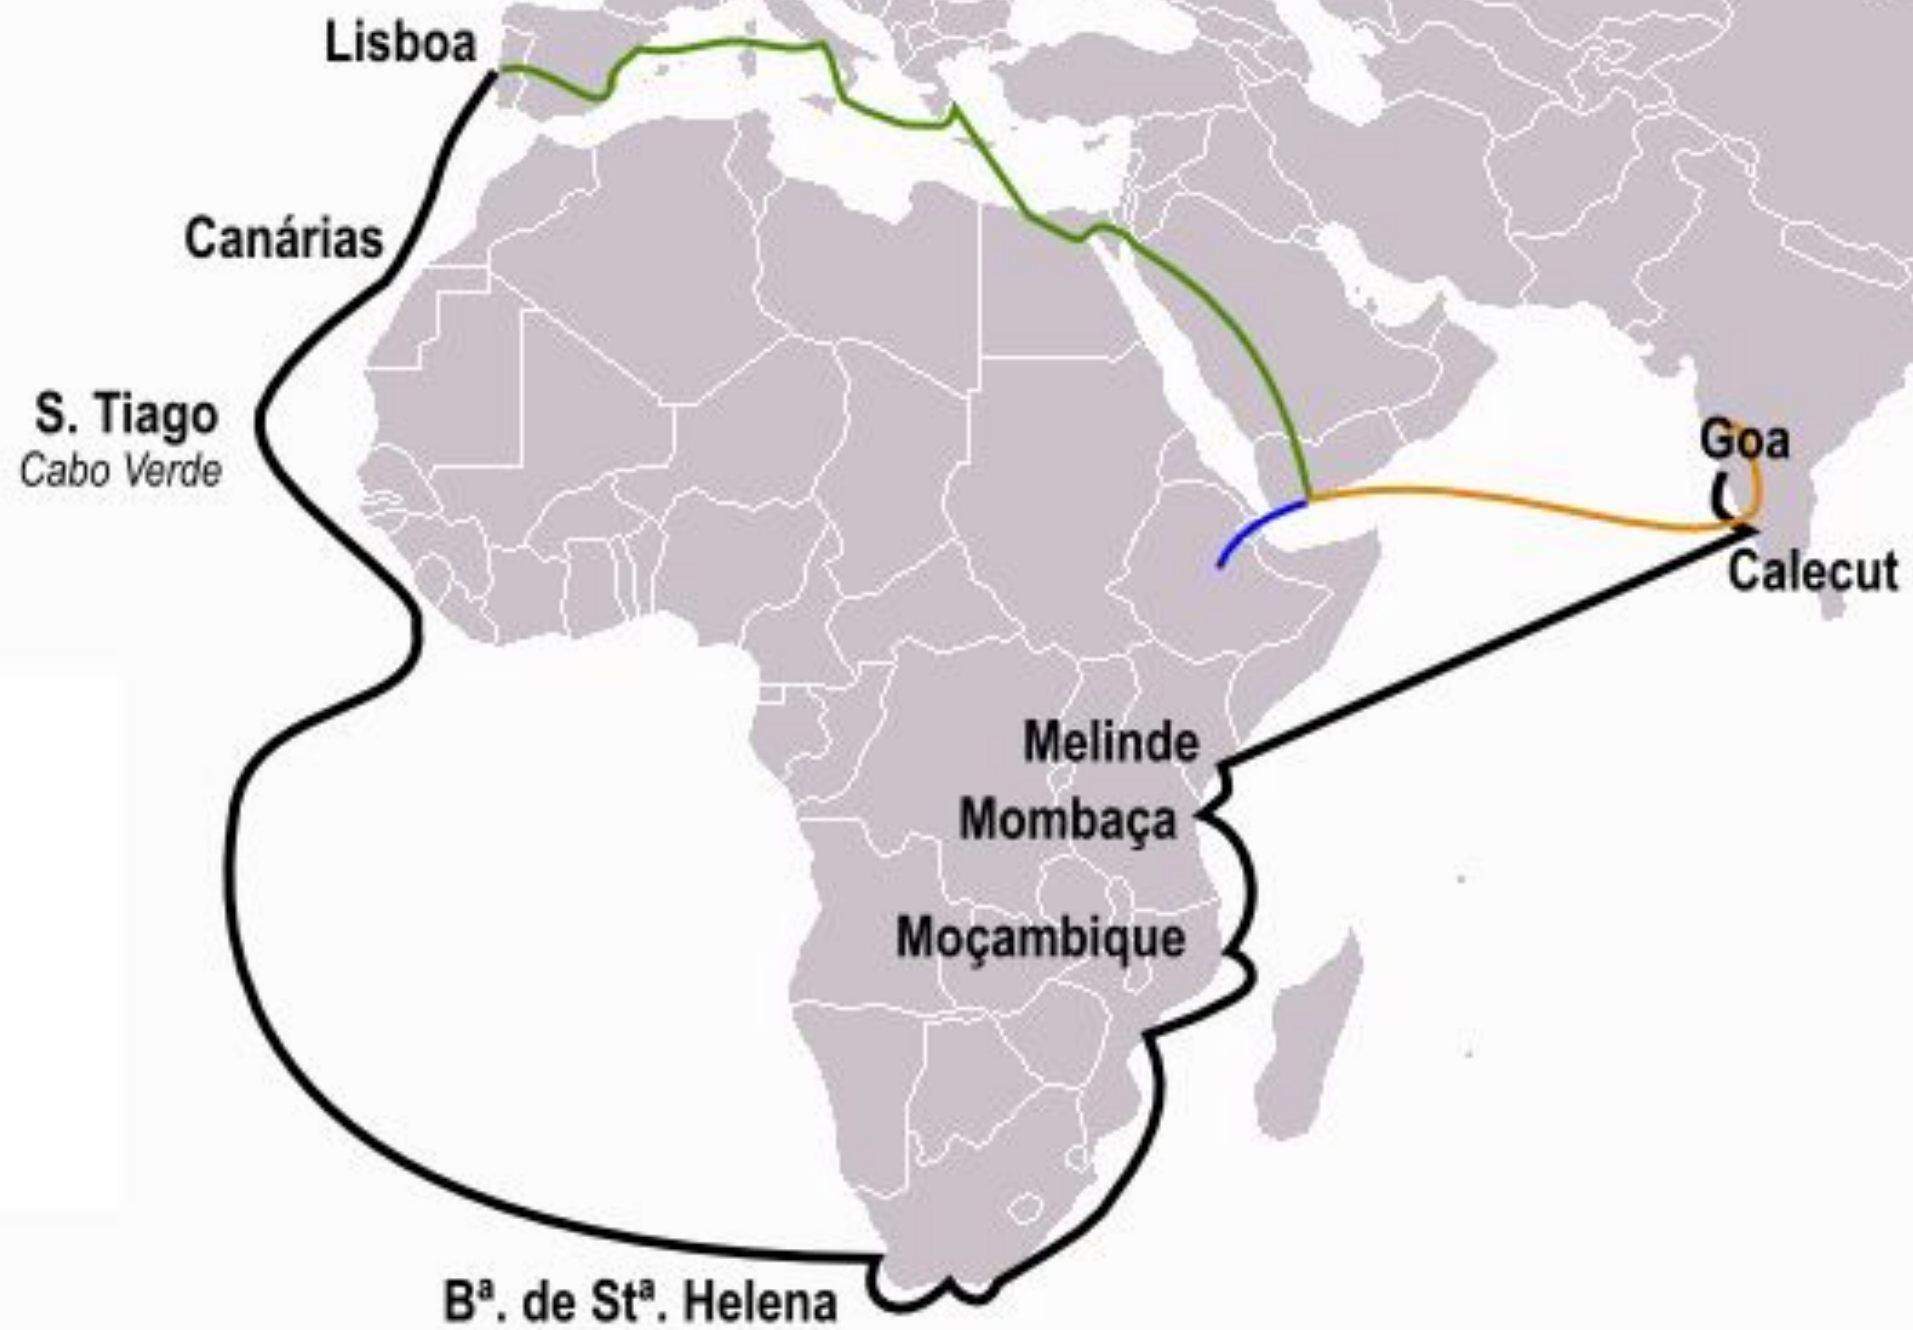 Lisboa
Canárias
S. Tiago
Cabo Verde
Goa
Calecut
Melinde
Mombaça
Moçambique
Bª. de Stª. Helena